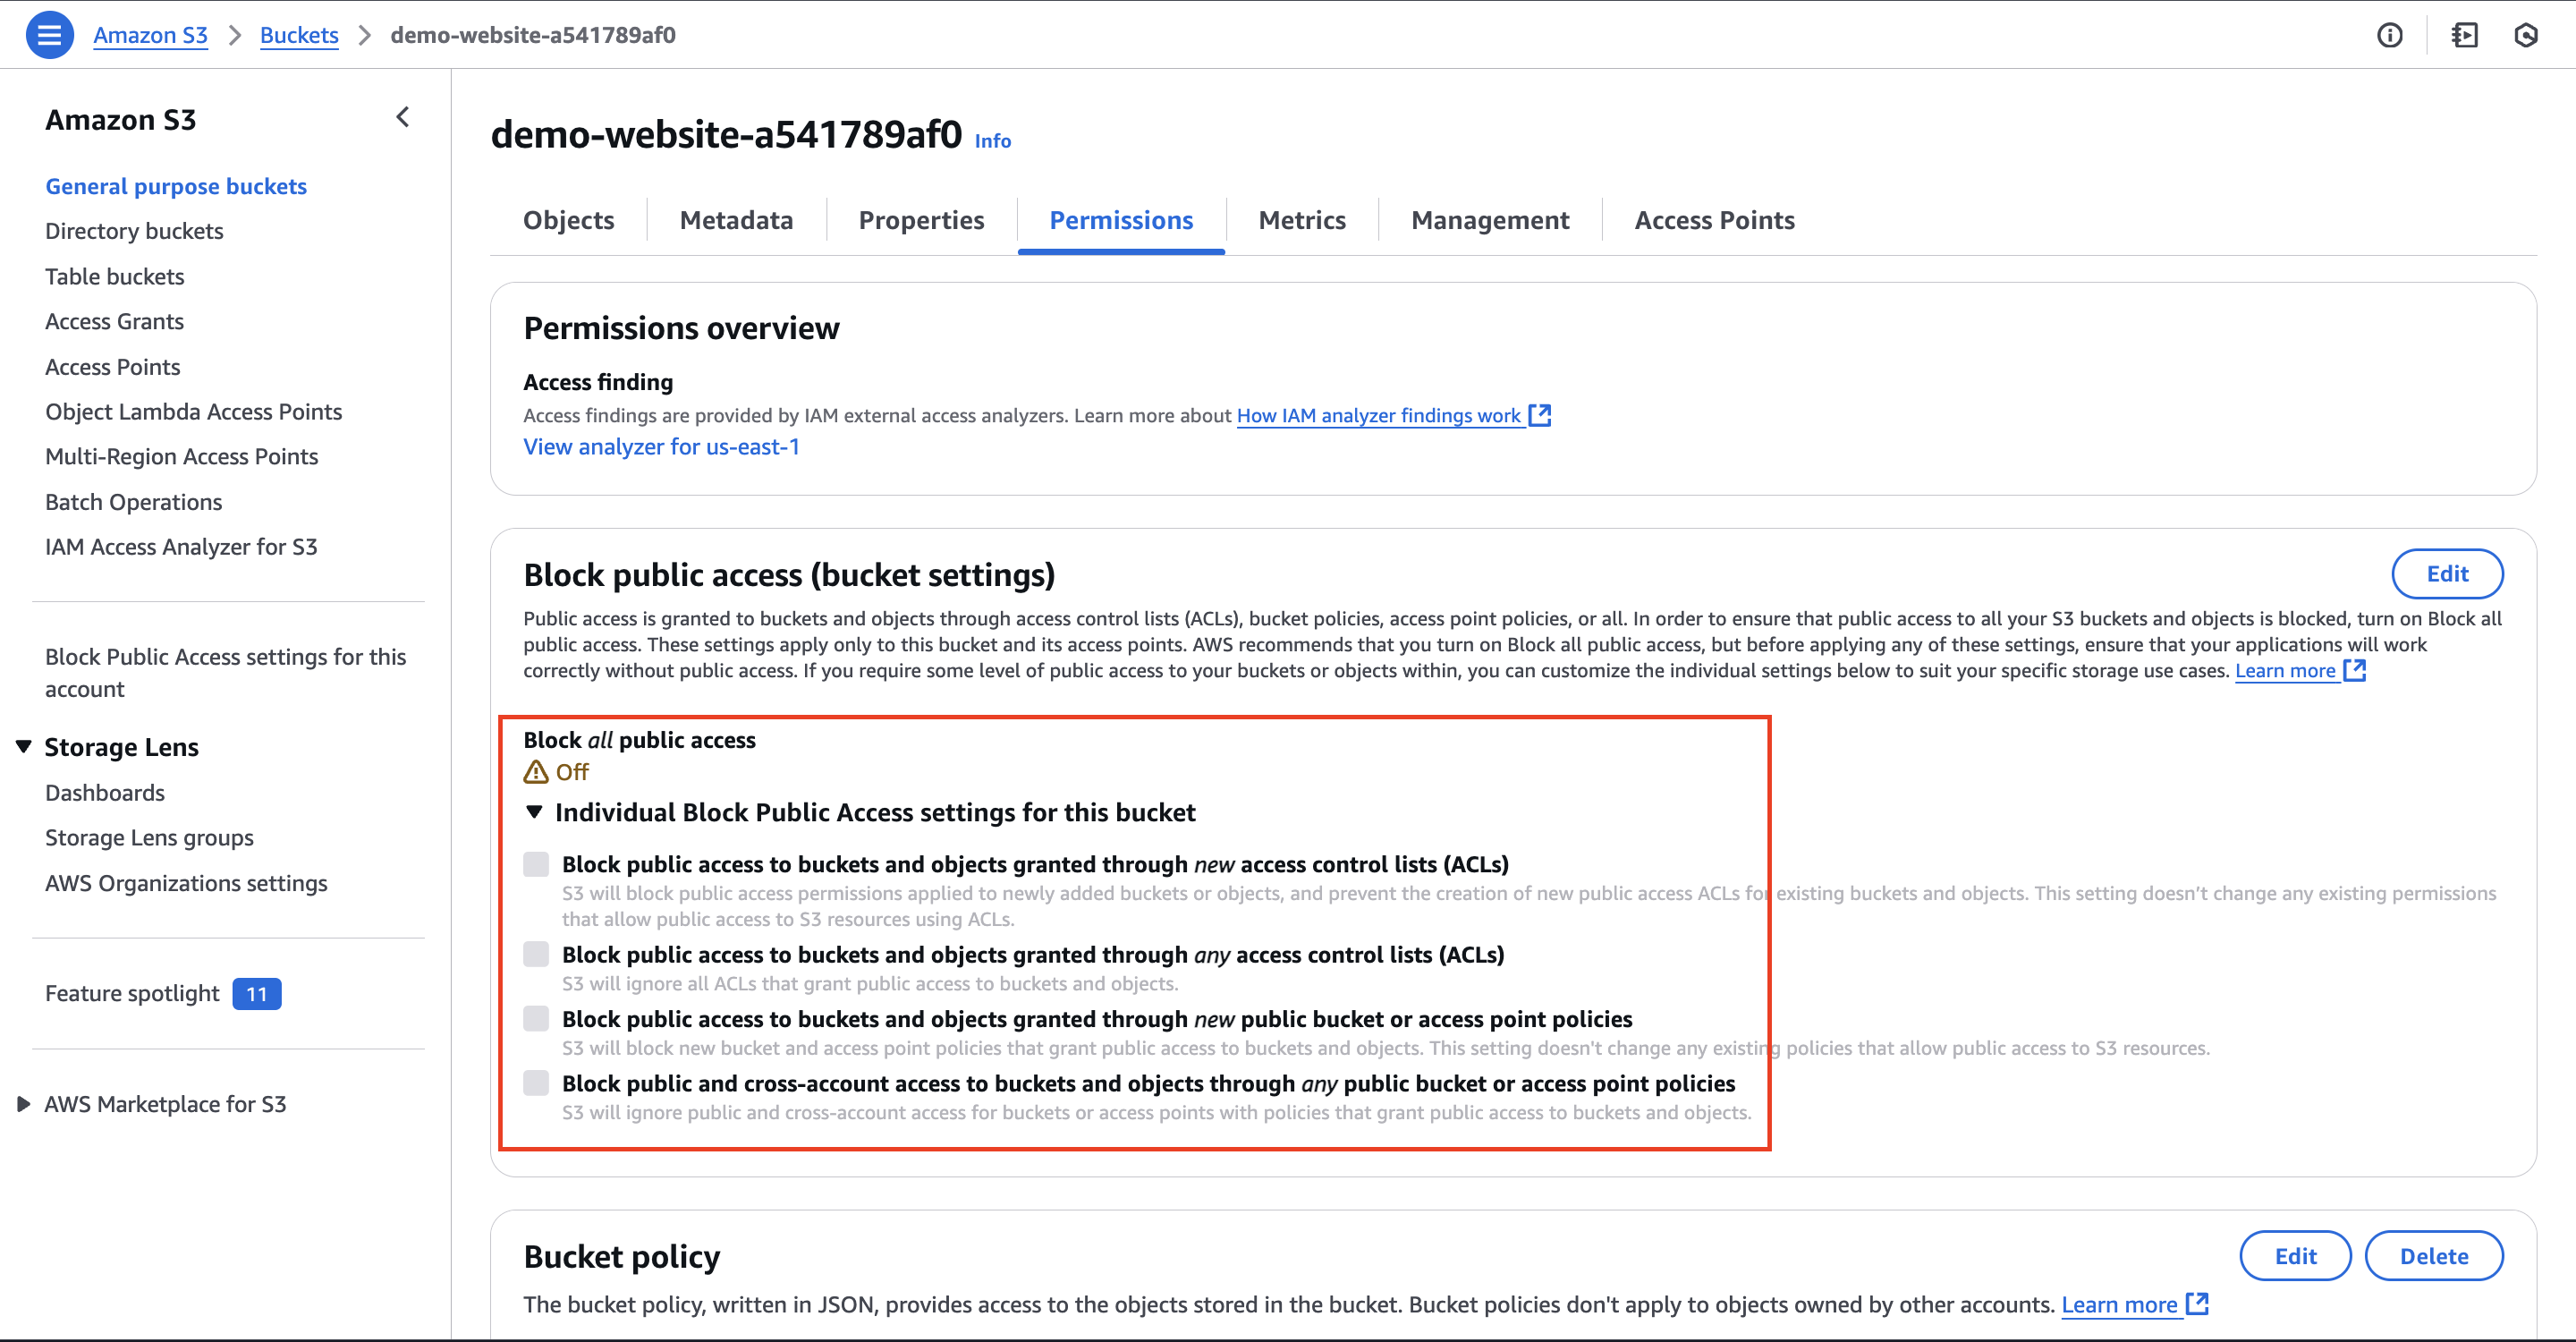 Amazon S3 > Buckets > demo-website-a541789af0
Amazon S3
General purpose buckets
Directory buckets
Table buckets
Access Grants
Access Points
Object Lambda Access Points
Multi-Region Access Points
Batch Operations
IAM Access Analyzer for S3
Block Public Access settings for this
account
Storage Lens
Dashboards
Storage Lens groups
AWS Organizations settings
Feature spotlight 11
AWS Marketplace for S3
demo-website-a541789af0 Info
Objects Metadata Properties Permissions Metrics Management Access Points
Permissions overview
Access finding
Access findings are provided by IAM external access analyzers. Learn more about How IAM analyzer findings work
View analyzer for us-east-1
Block public access (bucket settings) Edit
Public access is granted to buckets and objects through access control lists (ACLs), bucket policies, access point policies, or all. In order to ensure that public access to all your S3 buckets and objects is blocked, turn on Block all
public access. These settings apply only to this bucket and its access points. AWS recommends that you turn on Block all public access, but before applying any of these settings, ensure that your applications will work
correctly without public access. If you require some level of public access to your buckets or objects within, you can customize the individual settings below to suit your specific storage use cases. Learn more
Block all public access
Off
Individual Block Public Access settings for this bucket
Block public access to buckets and objects granted through new access control lists (ACLs)
S3 will block public access permissions applied to newly added buckets or objects, and prevent the creation of new public access ACLs for existing buckets and objects. This setting doesn't change any existing permissions
that allow public access to S3 resources using ACLs.
Block public access to buckets and objects granted through any access control lists (ACLs)
S3 will ignore all ACLs that grant public access to buckets and objects.
Block public access to buckets and objects granted through new public bucket or access point policies
S3 will block new bucket and access point policies that grant public access to buckets and objects. This setting doesn't change any existing policies that allow public access to S3 resources.
Block public and cross-account access to buckets and objects through any public bucket or access point policies
S3 will ignore public and cross-account access for buckets or access points with policies that grant public access to buckets and objects.
Bucket policy Edit Delete
The bucket policy, written in JSON, provides access to the objects stored in the bucket. Bucket policies don't apply to objects owned by other accounts. Learn more